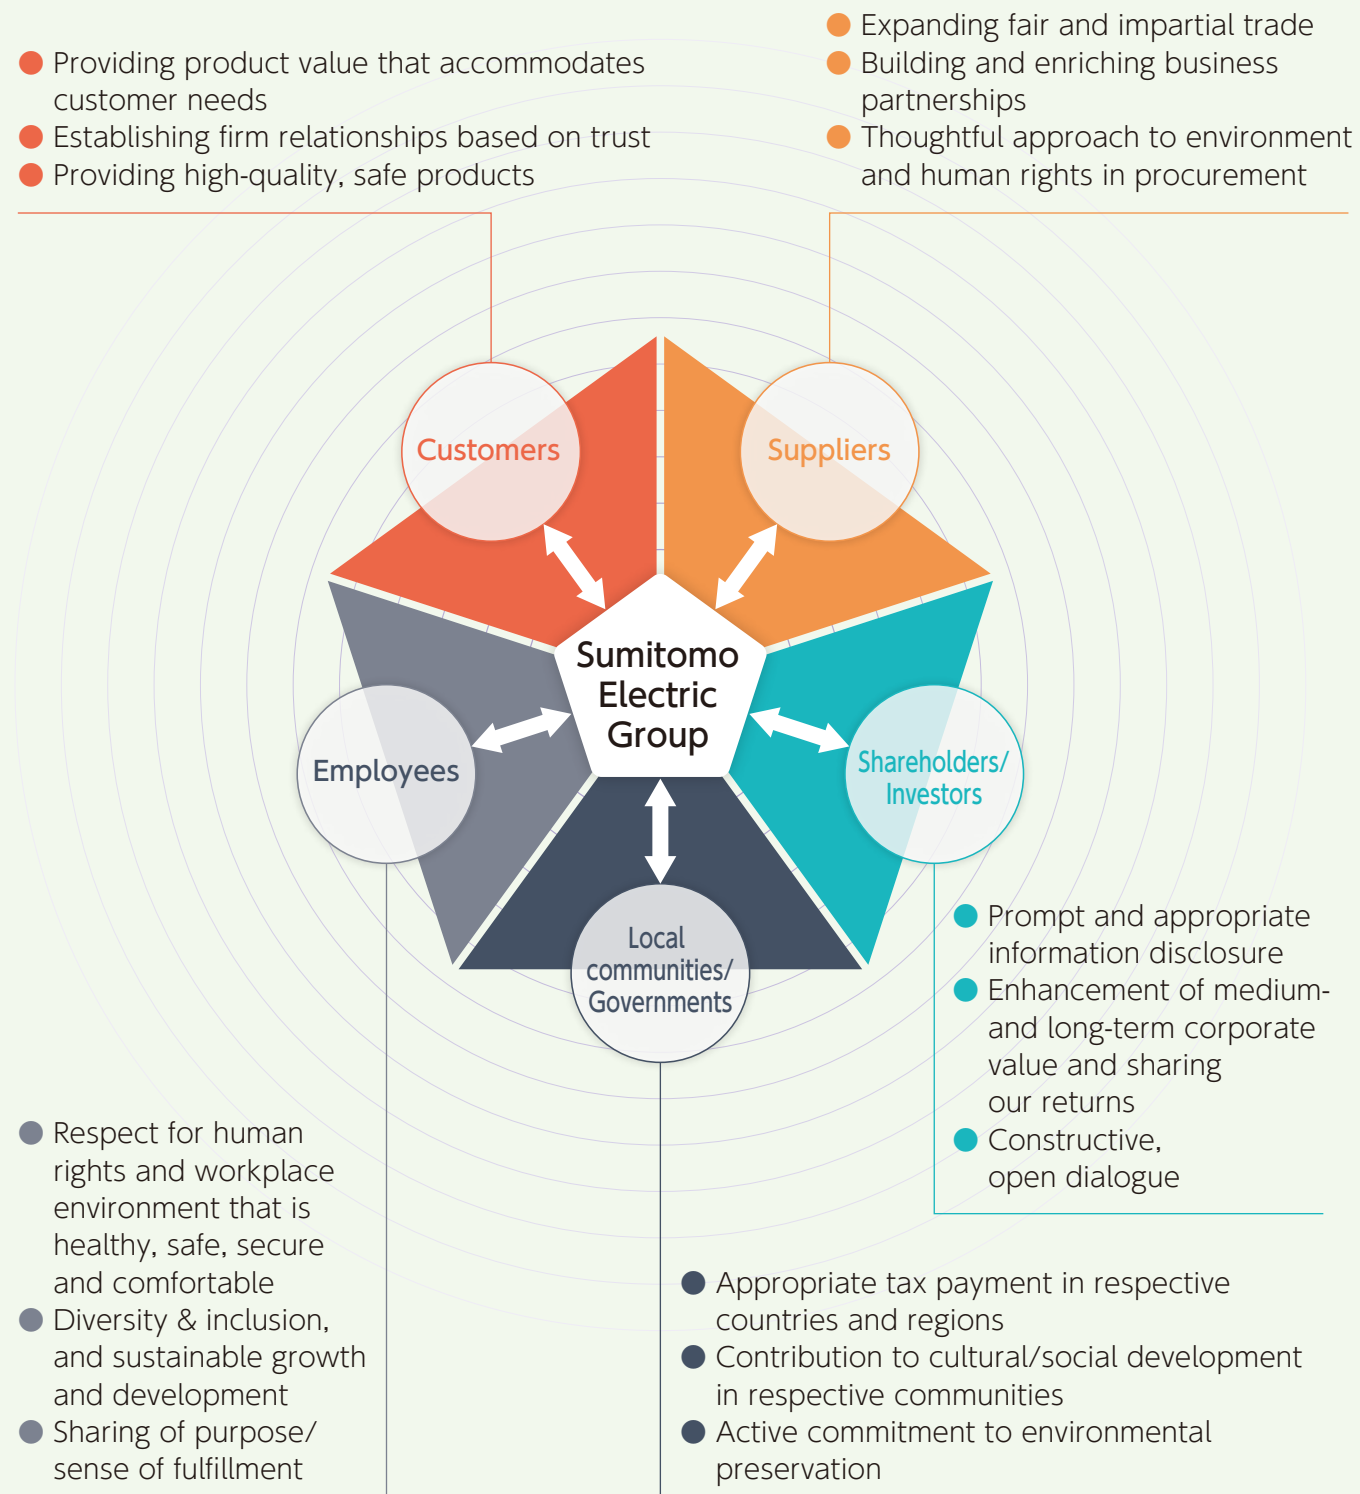 Providing product value that accommodates
customer needs
Establishing firm relationships based on trust
Providing high-quality, safe products
Expanding fair and impartial trade
Building and enriching business
partnerships
Thoughtful approach to environment
and human rights in procurement
Customers
Suppliers
Sumitomo
Electric
Group
Employees
Shareholders/
Investors
Local
communities/
Governments
Prompt and appropriate
information disclosure
Enhancement of medium-
and long-term corporate
value and sharing
our returns
Constructive,
open dialogue
Respect for human
rights and workplace
environment that is
healthy, safe, secure
and comfortable
Diversity & inclusion,
and sustainable growth
and development
Sharing of purpose/
sense of fulfillment
Appropriate tax payment in respective
countries and regions
Contribution to cultural/social development
in respective communities
Active commitment to environmental
preservation